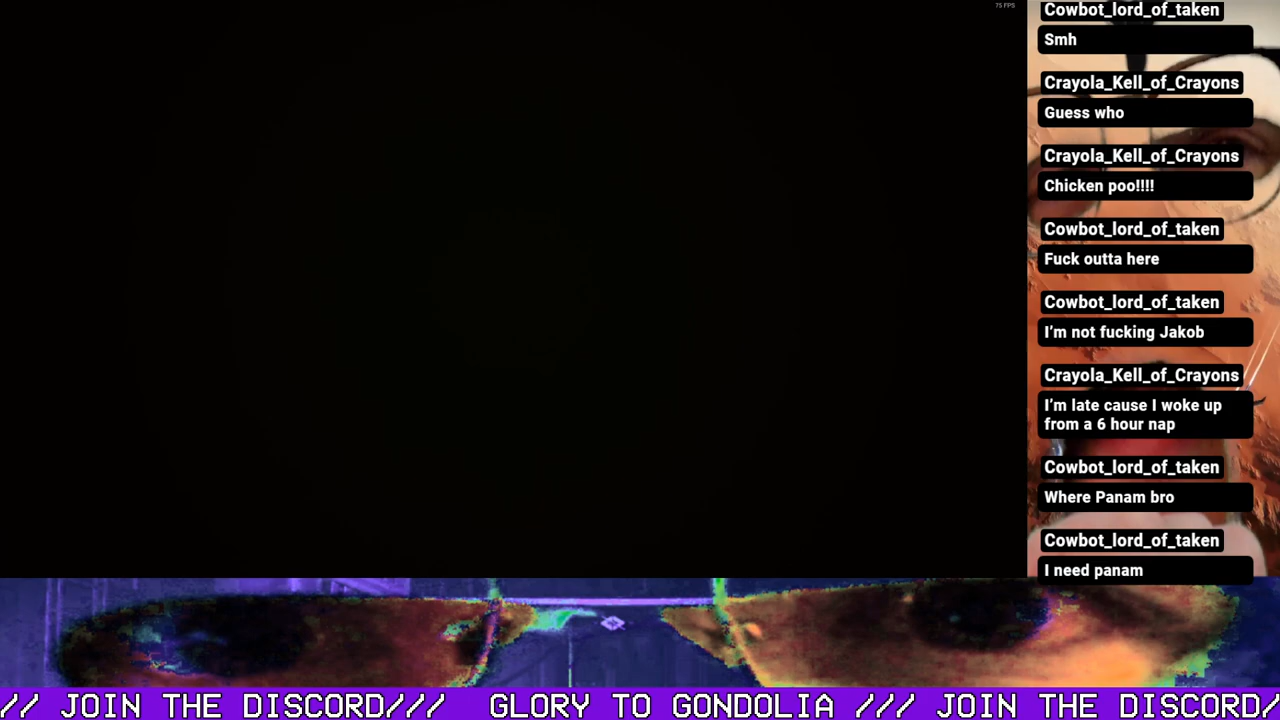 75 FPS
Cowbot_lord_of_taken
Smh
Crayola_Kell_of_Crayons
Guess who
Crayola_Kell_of_Crayons
Chicken poo!!!!
Cowbot_lord_of_taken
Fuck outta here
Cowbot_lord_of_taken
I’m not fucking Jakob
Crayola_Kell_of_Crayons
I’m late cause I woke up
from a 6 hour nap
Cowbot_lord_of_taken
Where Panam bro
Cowbot_lord_of_taken
I need panam
// JOIN THE DISCORD/// GLORY TO GONDOLIA /// JOIN THE DISCORD/